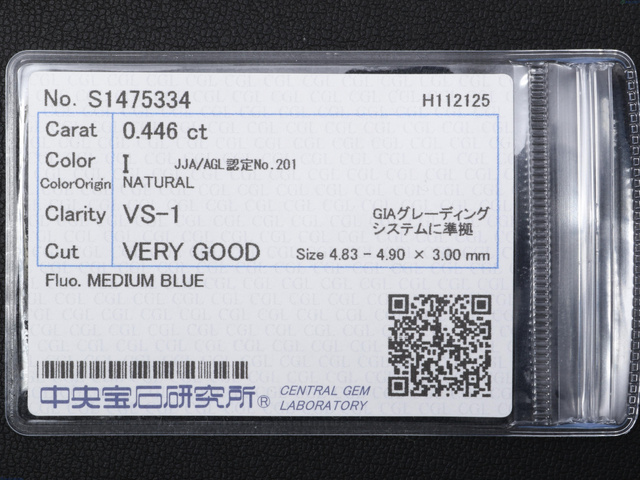 No. S1475334 H112125
Carat 0.446 ct
Color I JJA/AGL認定No.201
ColorOrigin NATURAL
Clarity VS-1 GIAグレーディング
システムに準拠
Cut VERY GOOD Size 4.83 - 4.90 × 3.00 mm
Fluo. MEDIUM BLUE
中央宝石研究所® CENTRAL GEM
LABORATORY